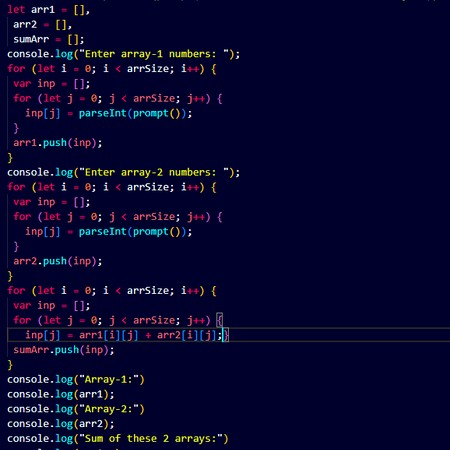 let arr1 = [],
arr2 = [],
sumArr = [];
console.log("Enter array-1 numbers: ");
for (let i = 0; i < arrSize; i++) {
var inp = [];
for (let j = 0; j < arrSize; j++) {
inp[j] = parseInt(prompt());
}
arr1.push(inp);
}
console.log("Enter array-2 numbers: ");
for (let i = 0; i < arrSize; i++) {
var inp = [];
for (let j = 0; j < arrSize; j++) {
inp[j] = parseInt(prompt());
}
arr2.push(inp);
}
for (let i = 0; i < arrSize; i++) {
var inp = [];
for (let j = 0; j < arrSize; j++) {
inp[j] = arr1[i][j] + arr2[i][j];}
sumArr.push(inp);
}
console.log("Array-1:")
console.log(arr1);
console.log("Array-2:")
console.log(arr2);
console.log("Sum of these 2 arrays:")